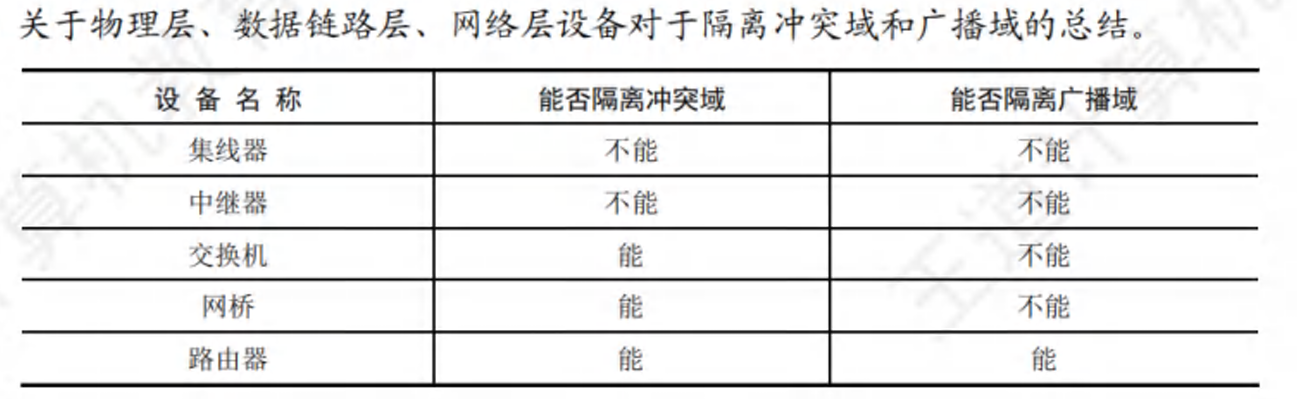 关于物理层、数据链路层、网络层设备对于隔离冲突域和广播域的总结。
设备名称 能否隔离冲突域 能否隔离广播域
集线器 不能 不能
中继器 不能 不能
交换机 能 不能
网桥 能 不能
路由器 能 能